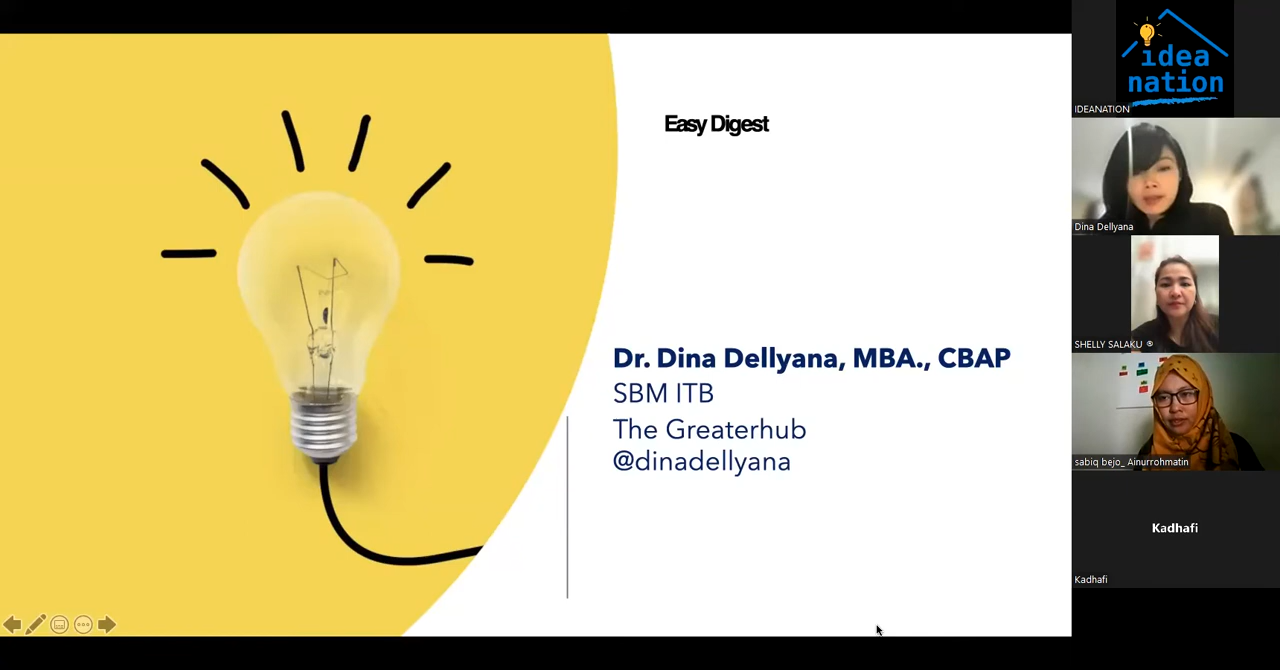 Easy Digest
Dr. Dina Dellyana, MBA., CBAP
SBM ITB
The Greaterhub
@dinadellyana
idea
nation
IDEANATION
Dina Dellyana
SHELLY SALAKU ®
sabiq bejo_ Ainurrohmatin
Kadhafi
Kadhafi